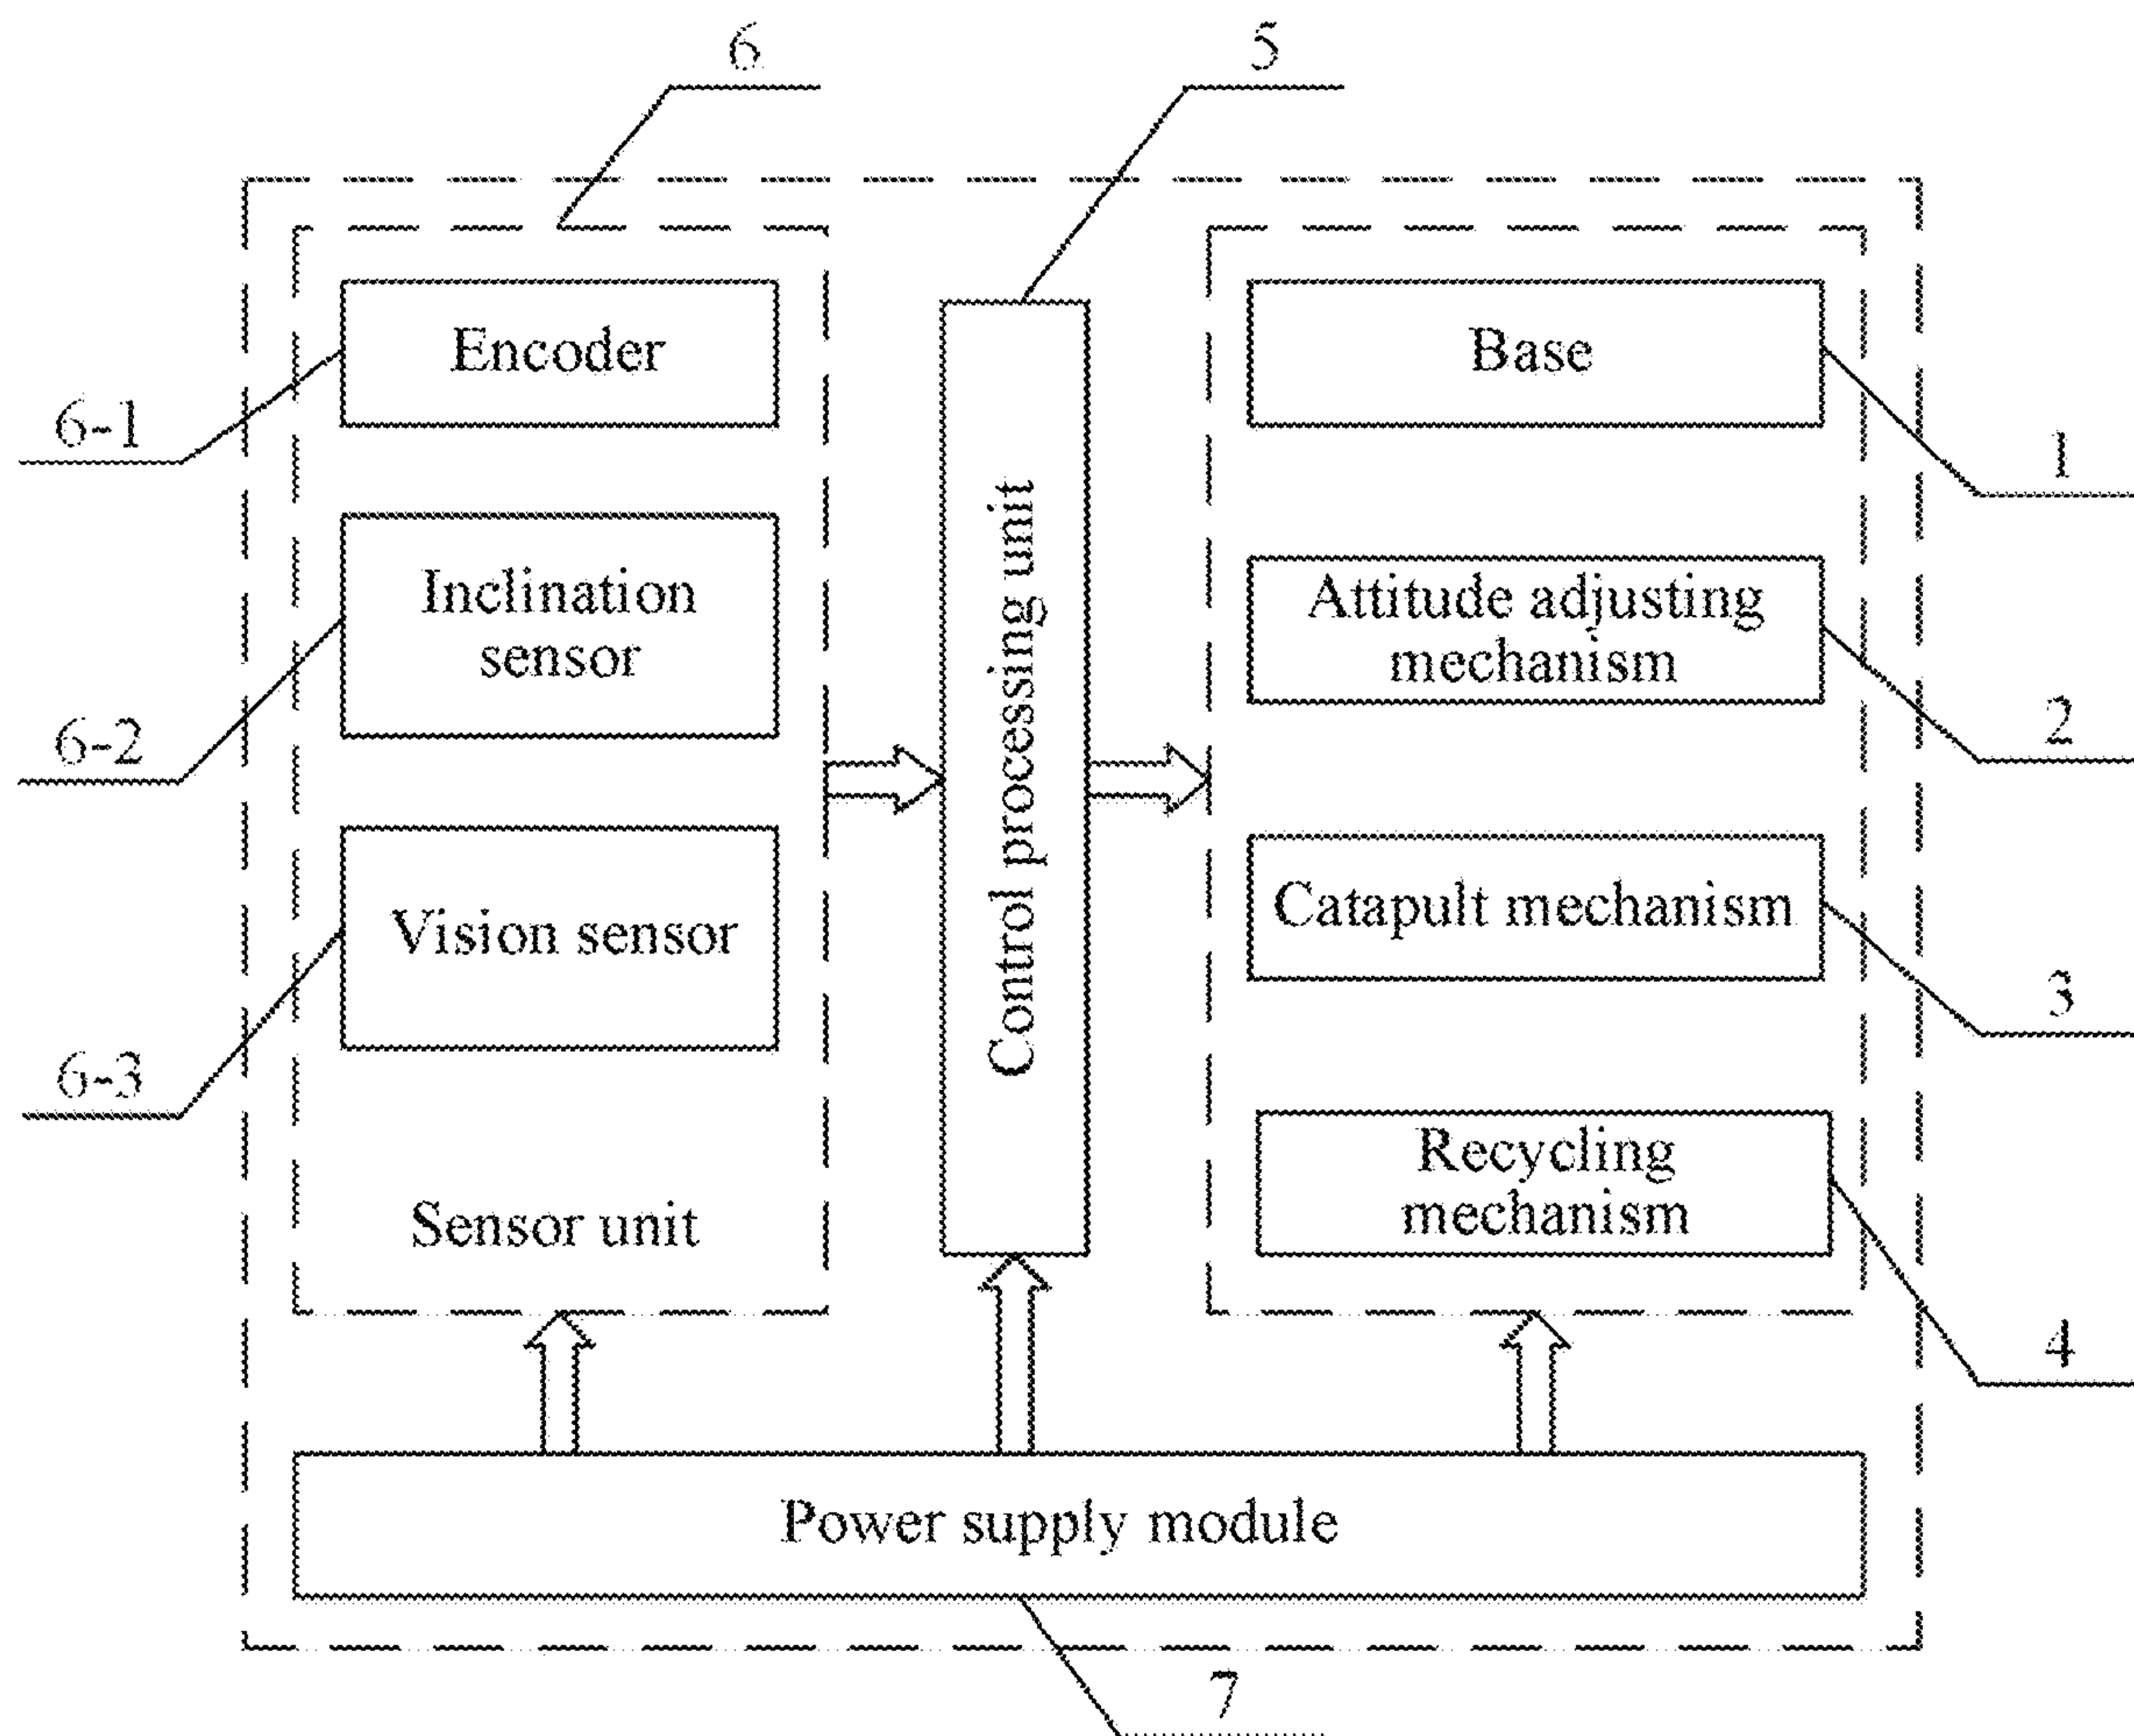 6
5
Encoder
6-1
Inclination
sensor
6-2
Vision sensor
6-3
Sensor unit
Control processing unit
Base
1
Attitude adjusting
mechanism
2
Catapult mechanism
3
Recycling
mechanism
4
Power supply module
7